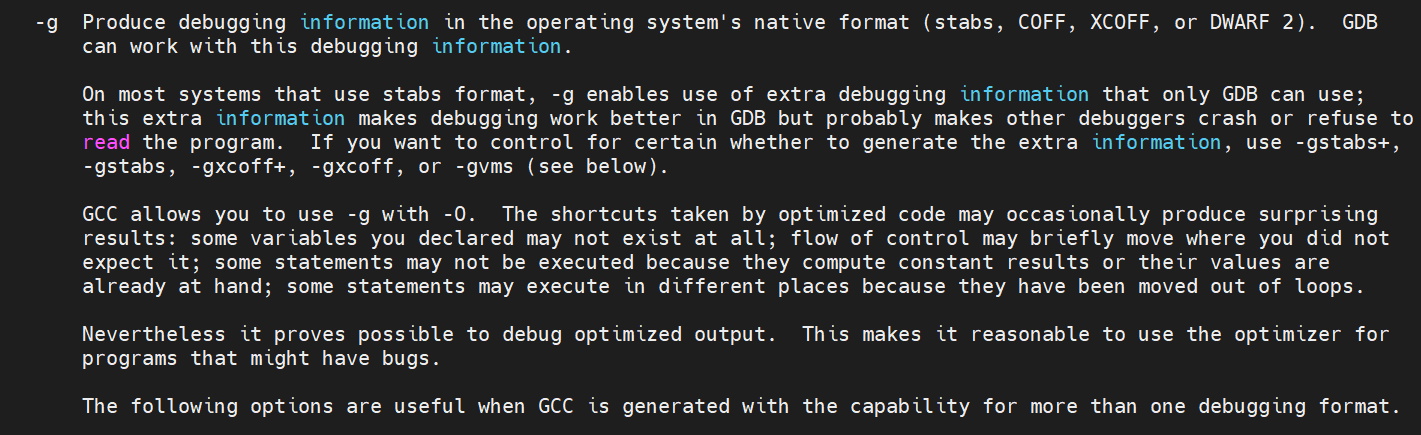 -g  Produce debugging information in the operating system's native format (stabs, COFF, XCOFF, or DWARF 2).  GDB
can work with this debugging information.
On most systems that use stabs format, -g enables use of extra debugging information that only GDB can use;
this extra information makes debugging work better in GDB but probably makes other debuggers crash or refuse to
read the program.  If you want to control for certain whether to generate the extra information, use -gstabs+,
-gstabs, -gxcoff+, -gxcoff, or -gvms (see below).
GCC allows you to use -g with -O.  The shortcuts taken by optimized code may occasionally produce surprising
results: some variables you declared may not exist at all; flow of control may briefly move where you did not
expect it; some statements may not be executed because they compute constant results or their values are
already at hand; some statements may execute in different places because they have been moved out of loops.
Nevertheless it proves possible to debug optimized output.  This makes it reasonable to use the optimizer for
programs that might have bugs.
The following options are useful when GCC is generated with the capability for more than one debugging format.